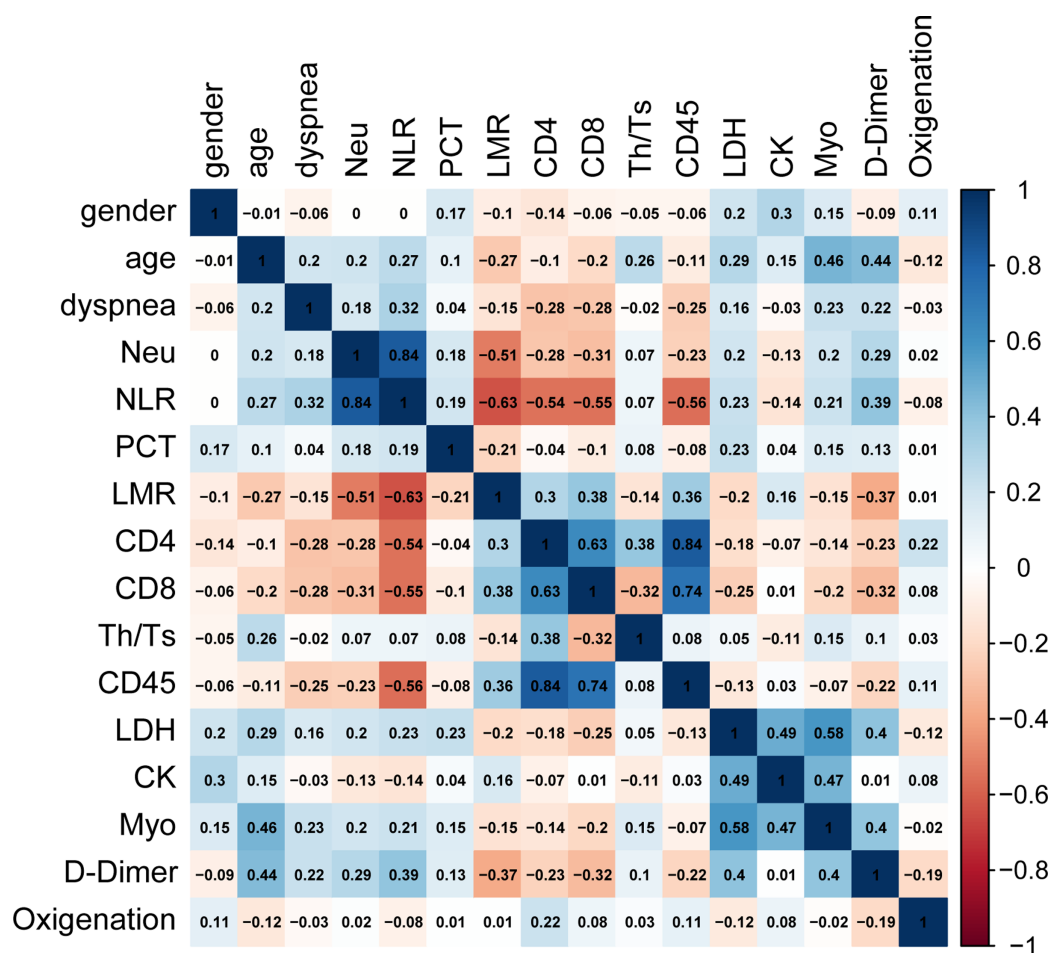 gender age dyspnea Neu NLR PCT LMR CD4 CD8 Th/Ts CD45 LDH CK Myo D-Dimer Oxigenation
gender 1 −0.01 −0.06 0 0 0.17 −0.1 −0.14 −0.06 −0.05 −0.06 0.2 0.3 0.15 −0.09 0.11
age −0.01 1 0.2 0.2 0.27 0.1 −0.27 −0.1 −0.2 0.26 −0.11 0.29 0.15 0.46 0.44 −0.12
dyspnea −0.06 0.2 1 0.18 0.32 0.04 −0.15 −0.28 −0.28 −0.02 −0.25 0.16 −0.03 0.23 0.22 −0.03
Neu 0 0.2 0.18 1 0.84 0.18 −0.51 −0.28 −0.31 0.07 −0.23 0.2 −0.13 0.2 0.29 0.02
NLR 0 0.27 0.32 0.84 1 0.19 −0.63 −0.54 −0.55 0.07 −0.56 0.23 −0.14 0.21 0.39 −0.08
PCT 0.17 0.1 0.04 0.18 0.19 1 −0.21 −0.04 −0.1 0.08 −0.08 0.23 0.04 0.15 0.13 0.01
LMR −0.1 −0.27 −0.15 −0.51 −0.63 −0.21 1 0.3 0.38 −0.14 0.36 −0.2 0.16 −0.15 −0.37 0.01
CD4 −0.14 −0.1 −0.28 −0.28 −0.54 −0.04 0.3 1 0.63 0.38 0.84 −0.18 −0.07 −0.14 −0.23 0.22
CD8 −0.06 −0.2 −0.28 −0.31 −0.55 −0.1 0.38 0.63 1 −0.32 0.74 −0.25 0.01 −0.2 −0.32 0.08
Th/Ts −0.05 0.26 −0.02 0.07 0.07 0.08 −0.14 0.38 −0.32 1 0.08 0.05 −0.11 0.15 0.1 0.03
CD45 −0.06 −0.11 −0.25 −0.23 −0.56 −0.08 0.36 0.84 0.74 0.08 1 −0.13 0.03 −0.07 −0.22 0.11
LDH 0.2 0.29 0.16 0.2 0.23 0.23 −0.2 −0.18 −0.25 0.05 −0.13 1 0.49 0.58 0.4 −0.12
CK 0.3 0.15 −0.03 −0.13 −0.14 0.04 0.16 −0.07 0.01 −0.11 0.03 0.49 1 0.47 0.01 0.08
Myo 0.15 0.46 0.23 0.2 0.21 0.15 −0.15 −0.14 −0.2 0.15 −0.07 0.58 0.47 1 0.4 −0.02
D-Dimer −0.09 0.44 0.22 0.29 0.39 0.13 −0.37 −0.23 −0.32 0.1 −0.22 0.4 0.01 0.4 1 −0.19
Oxigenation 0.11 −0.12 −0.03 0.02 −0.08 0.01 0.01 0.22 0.08 0.03 0.11 −0.12 0.08 −0.02 −0.19 1
1
0.8
0.6
0.4
0.2
0
−0.2
−0.4
−0.6
−0.8
−1